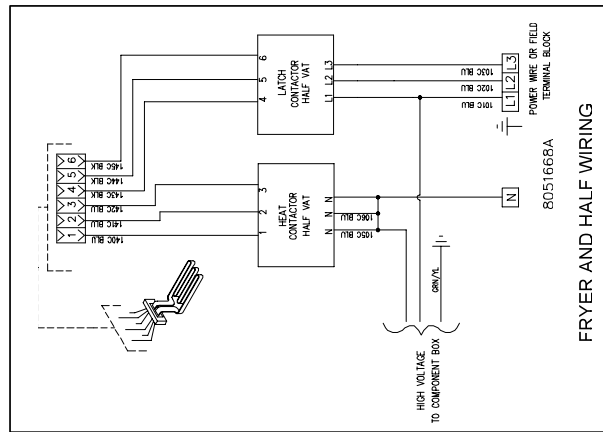 6
5
4
LATCH
CONTACTOR
HALF VAT
L3
L2
L1
103C BLU
102C BLU
101C BLU
L3
L2
L1
POWER WIRE OR FIELD
TERMINAL BLOCK
6
5
4
3
2
1
145C BLK
144C BLK
143C BLK
142C BLU
141C BLU
140C BLU
3
2
1
HEAT
CONTACTOR
HALF VAT
N
N
N
106C BLU
105C BLU
N
8051668A
GRN/YL
HIGH VOLTAGE
TO COMPONENT BOX
FRYER AND HALF WIRING